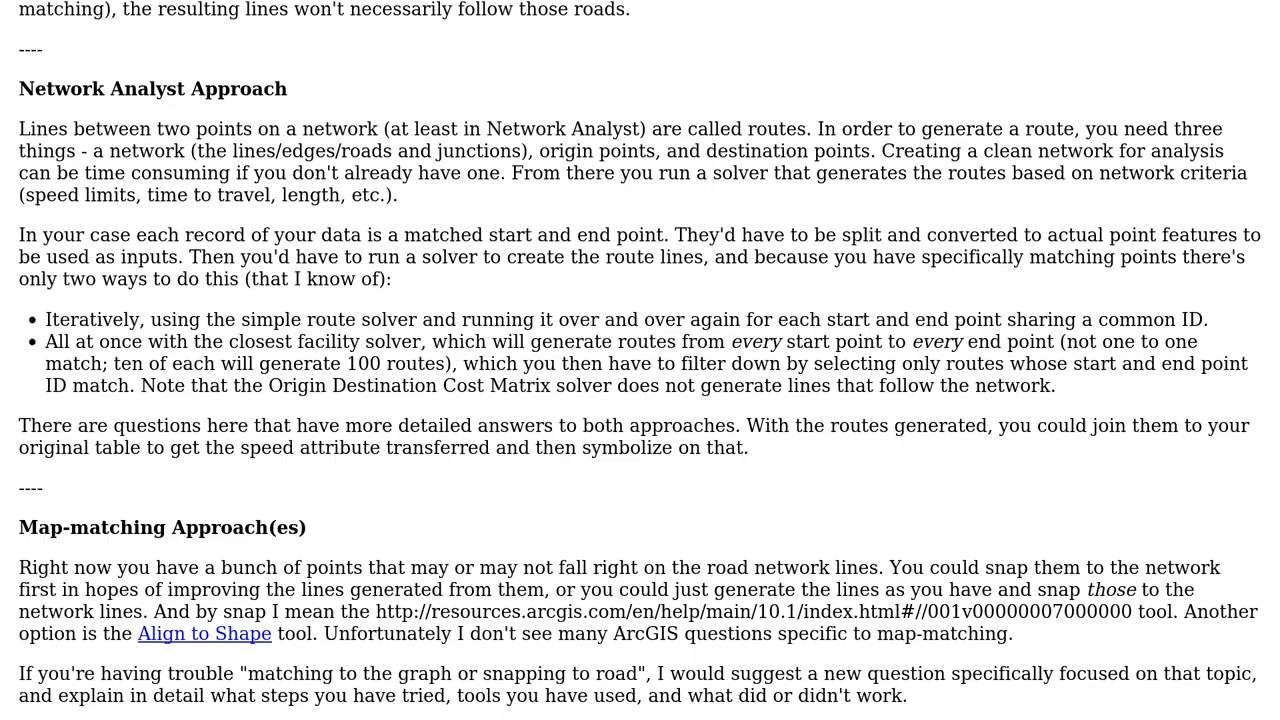 matching), the resulting lines won't necessarily follow those roads.
----
Network Analyst Approach
Lines between two points on a network (at least in Network Analyst) are called routes. In order to generate a route, you need three
things - a network (the lines/edges/roads and junctions), origin points, and destination points. Creating a clean network for analysis
can be time consuming if you don't already have one. From there you run a solver that generates the routes based on network criteria
(speed limits, time to travel, length, etc.).
In your case each record of your data is a matched start and end point. They'd have to be split and converted to actual point features to
be used as inputs. Then you'd have to run a solver to create the route lines, and because you have specifically matching points there's
only two ways to do this (that I know of):
• Iteratively, using the simple route solver and running it over and over again for each start and end point sharing a common ID.
• All at once with the closest facility solver, which will generate routes from every start point to every end point (not one to one
match; ten of each will generate 100 routes), which you then have to filter down by selecting only routes whose start and end point
ID match. Note that the Origin Destination Cost Matrix solver does not generate lines that follow the network.
There are questions here that have more detailed answers to both approaches. With the routes generated, you could join them to your
original table to get the speed attribute transferred and then symbolize on that.
----
Map-matching Approach(es)
Right now you have a bunch of points that may or may not fall right on the road network lines. You could snap them to the network
first in hopes of improving the lines generated from them, or you could just generate the lines as you have and snap those to the
network lines. And by snap I mean the http://resources.arcgis.com/en/help/main/10.1/index.html#//001v00000007000000 tool. Another
option is the Align to Shape tool. Unfortunately I don't see many ArcGIS questions specific to map-matching.
If you're having trouble "matching to the graph or snapping to road", I would suggest a new question specifically focused on that topic,
and explain in detail what steps you have tried, tools you have used, and what did or didn't work.